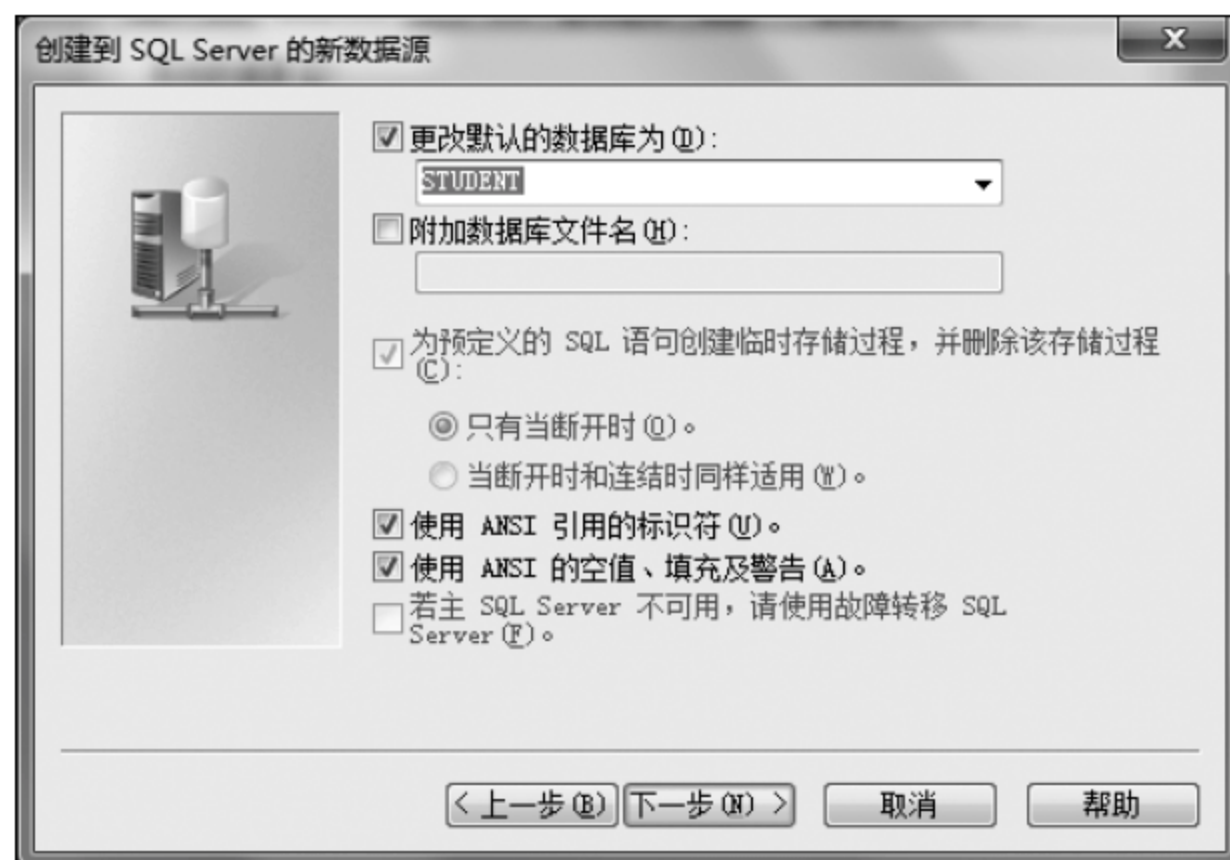 创建到 SQL Server 的新数据源
更改默认的数据库为(D):
STUDENT
附加数据库文件名(H):
为预定义的 SQL 语句创建临时存储过程，并删除该存储过程
(C):
只有当断开时(O)。
当断开时和连结时同样适用(W)。
使用 ANSI 引用的标识符(U)。
使用 ANSI 的空值、填充及警告(A)。
若主 SQL Server 不可用，请使用故障转移 SQL
Server(F)。
< 上一步(B) 下一步(N) > 取消 帮助